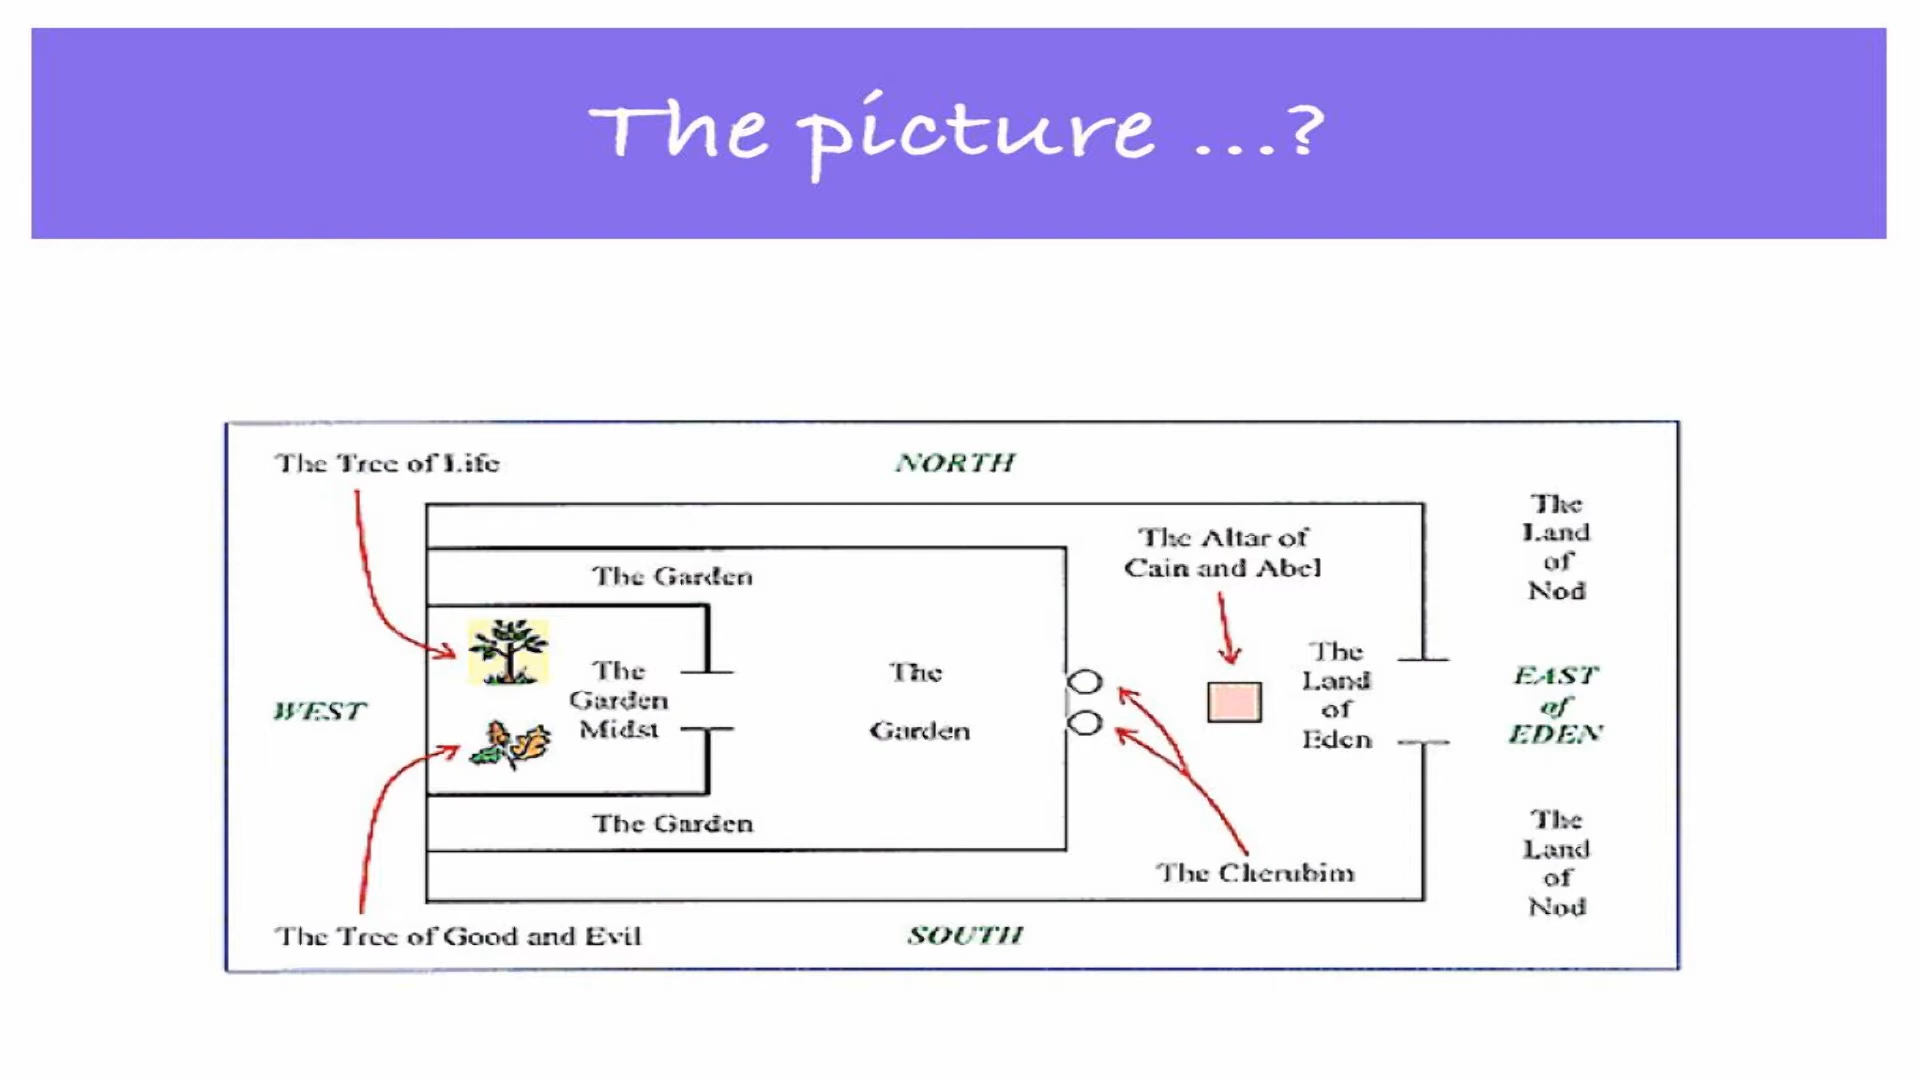 The picture ...?
The Tree of Life
NORTH
The
Land
of
Nod
The Altar of
Cain and Abel
The Garden
The
Garden
Midst
The
Garden
The
Land
of
Eden
WEST
EAST
of
EDEN
The Garden
The Cherubim
The
Land
of
Nod
The Tree of Good and Evil
SOUTH